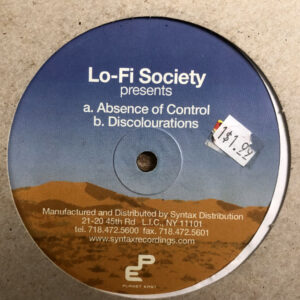 Lo-Fi Society
presents
a. Absence of Control
b. Discolourations
1$1.99
Manufactured and Distributed by Syntax Distribution
21-20 45th Rd L.I.C., NY 11101
tel. 718.472.5600 fax. 718.472.5601
www.syntaxrecordings.com
EP